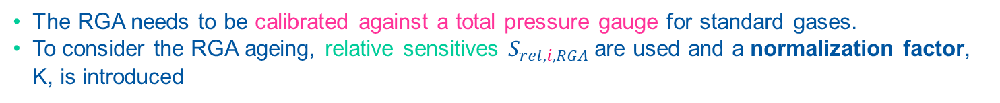 • The RGA needs to be calibrated against a total pressure gauge for standard gases.
• To consider the RGA ageing, relative sensitives S_{rel,i,RGA} are used and a normalization factor,
K, is introduced